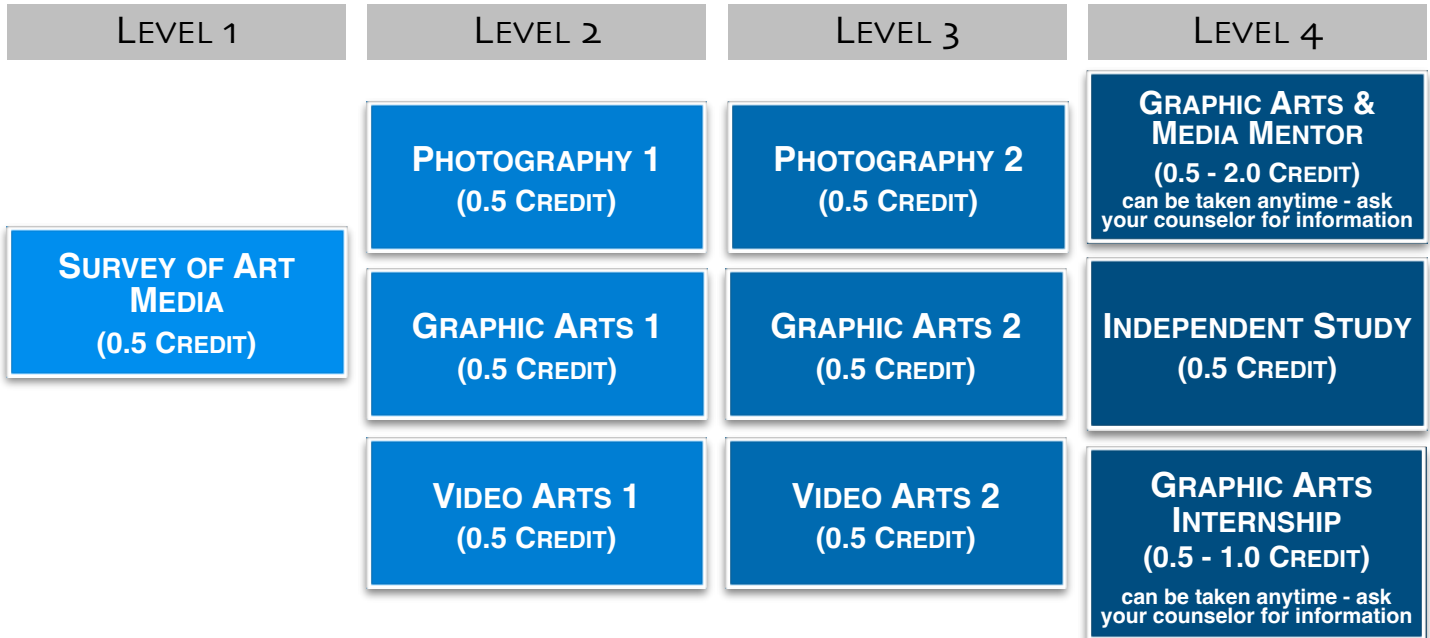 LEVEL 1
LEVEL 2
LEVEL 3
LEVEL 4
SURVEY OF ART
MEDIA
(0.5 CREDIT)
PHOTOGRAPHY 1
(0.5 CREDIT)
GRAPHIC ARTS 1
(0.5 CREDIT)
VIDEO ARTS 1
(0.5 CREDIT)
PHOTOGRAPHY 2
(0.5 CREDIT)
GRAPHIC ARTS 2
(0.5 CREDIT)
VIDEO ARTS 2
(0.5 CREDIT)
GRAPHIC ARTS &
MEDIA MENTOR
(0.5 - 2.0 CREDIT)
can be taken anytime - ask
your counselor for information
INDEPENDENT STUDY
(0.5 CREDIT)
GRAPHIC ARTS
INTERNSHIP
(0.5 - 1.0 CREDIT)
can be taken anytime - ask
your counselor for information